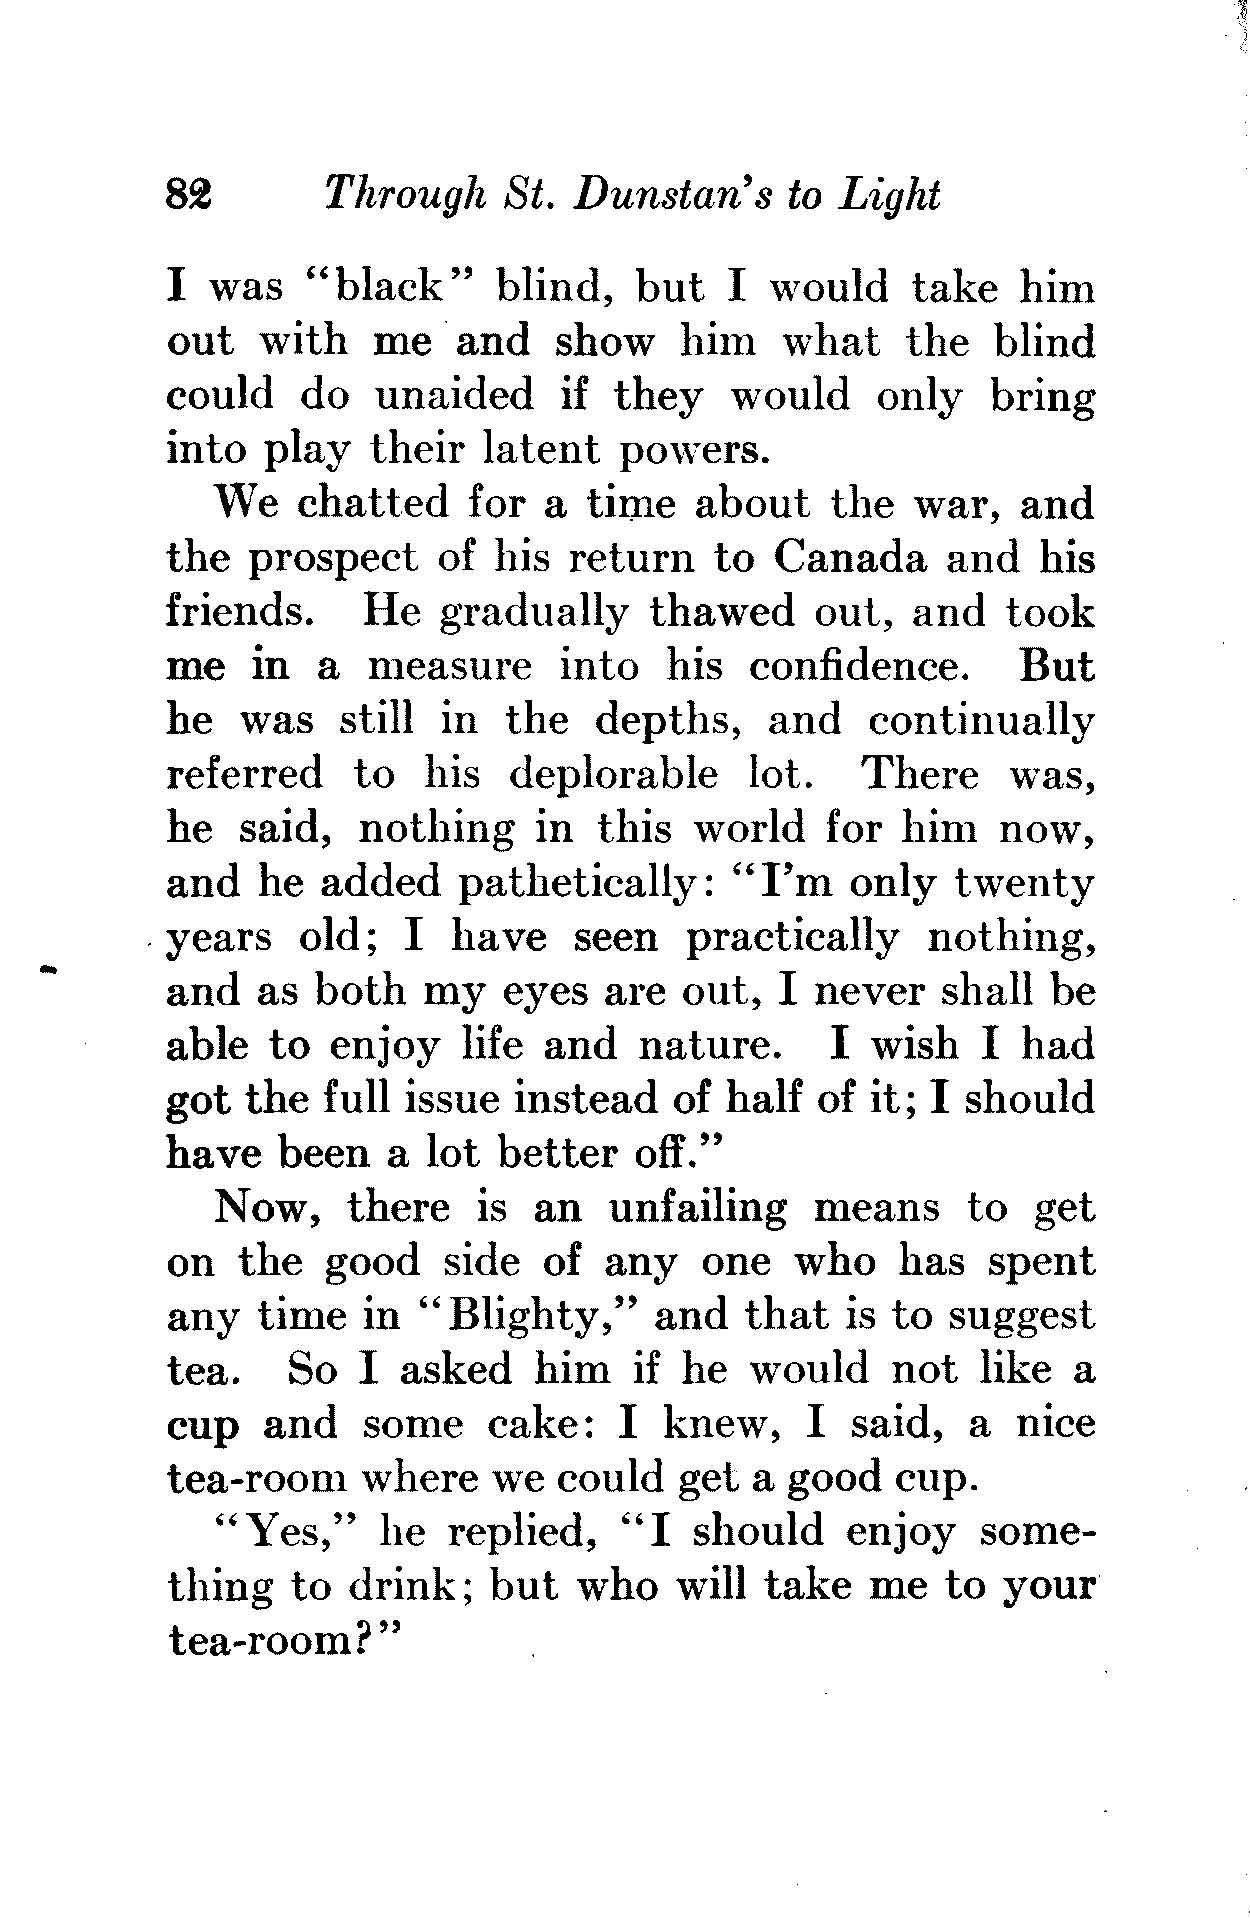 82 Through St. Dunstan's to Light
I was "black" blind, but I would take him
out with me and show him what the blind
could do unaided if they would only bring
into play their latent powers.
We chatted for a time about the war, and
the prospect of his return to Canada and his
friends. He gradually thawed out, and took
me in a measure into his confidence. But
he was still in the depths, and continually
referred to his deplorable lot. There was,
he said, nothing in this world for him now,
and he added pathetically: "I'm only twenty
years old; I have seen practically nothing,
and as both my eyes are out, I never shall be
able to enjoy life and nature. I wish I had
got the full issue instead of half of it; I should
have been a lot better off."
Now, there is an unfailing means to get
on the good side of any one who has spent
any time in "Blighty," and that is to suggest
tea. So I asked him if he would not like a
cup and some cake: I knew, I said, a nice
tea-room where we could get a good cup.
"Yes," he replied, "I should enjoy some-
thing to drink; but who will take me to your
tea-room?"